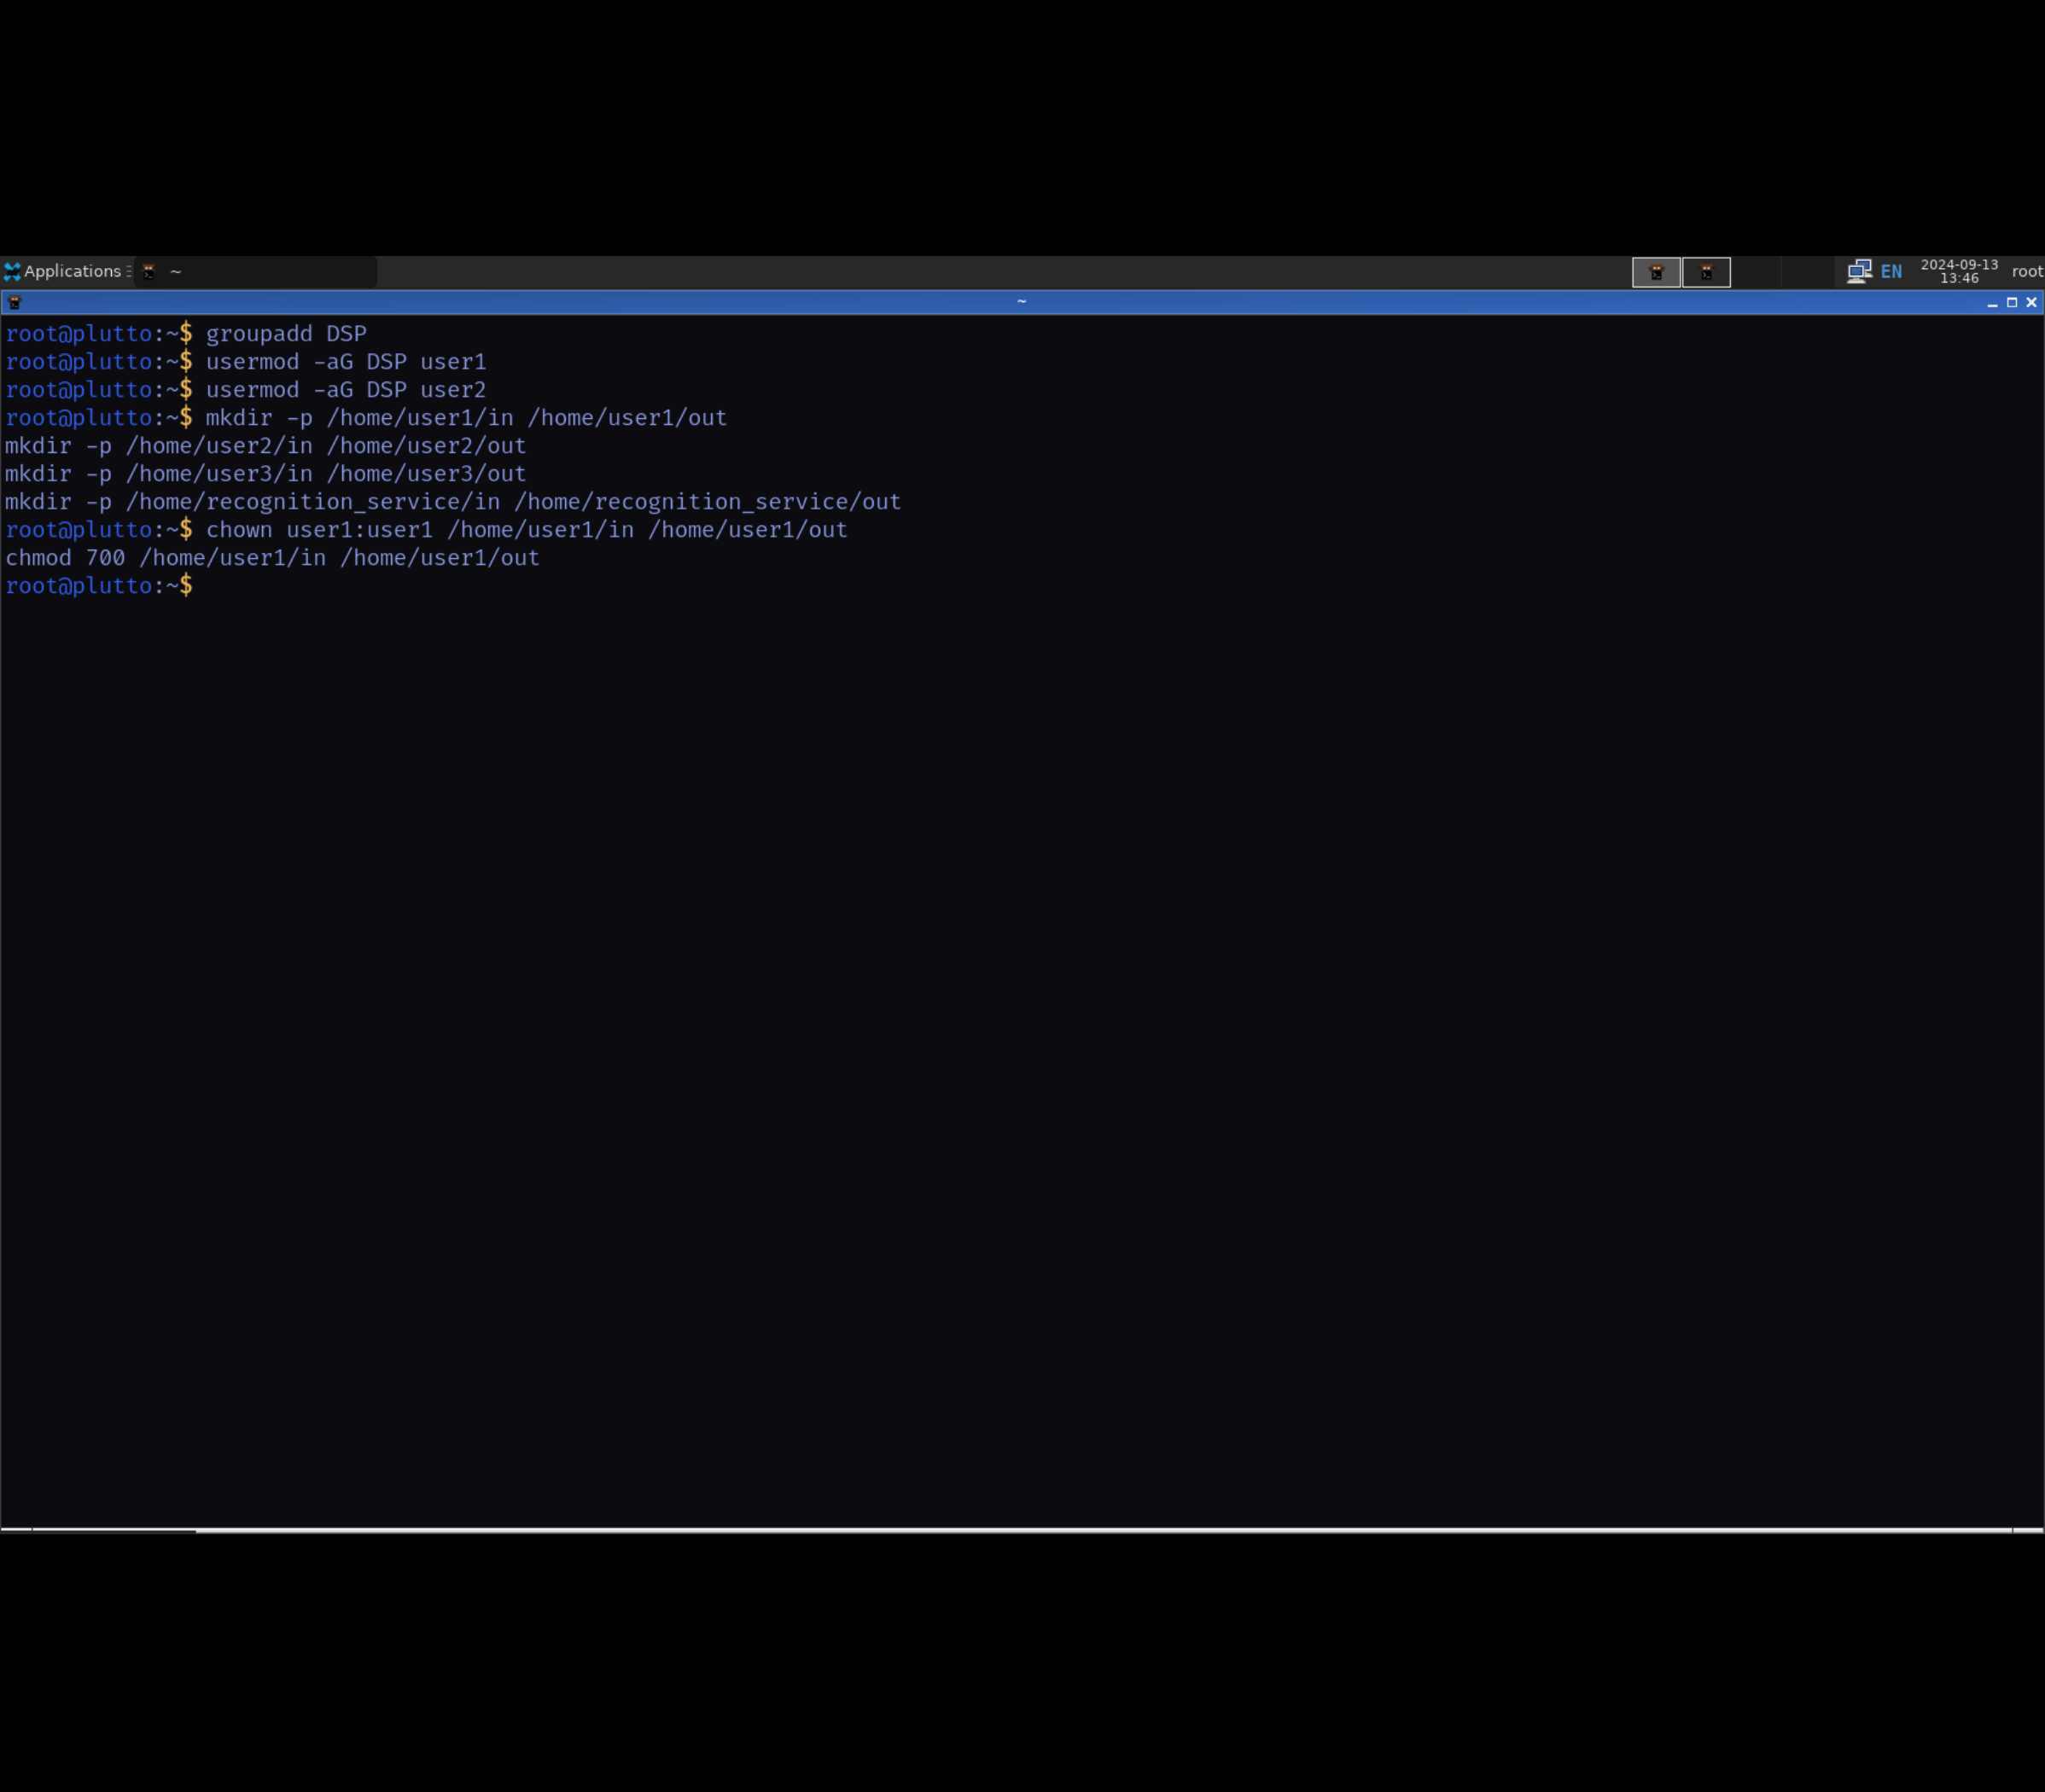 Applications ~ EN 2024-09-13 root
13:46
~
root@plutto:~$ groupadd DSP
root@plutto:~$ usermod -aG DSP user1
root@plutto:~$ usermod -aG DSP user2
root@plutto:~$ mkdir -p /home/user1/in /home/user1/out
mkdir -p /home/user2/in /home/user2/out
mkdir -p /home/user3/in /home/user3/out
mkdir -p /home/recognition_service/in /home/recognition_service/out
root@plutto:~$ chown user1:user1 /home/user1/in /home/user1/out
chmod 700 /home/user1/in /home/user1/out
root@plutto:~$